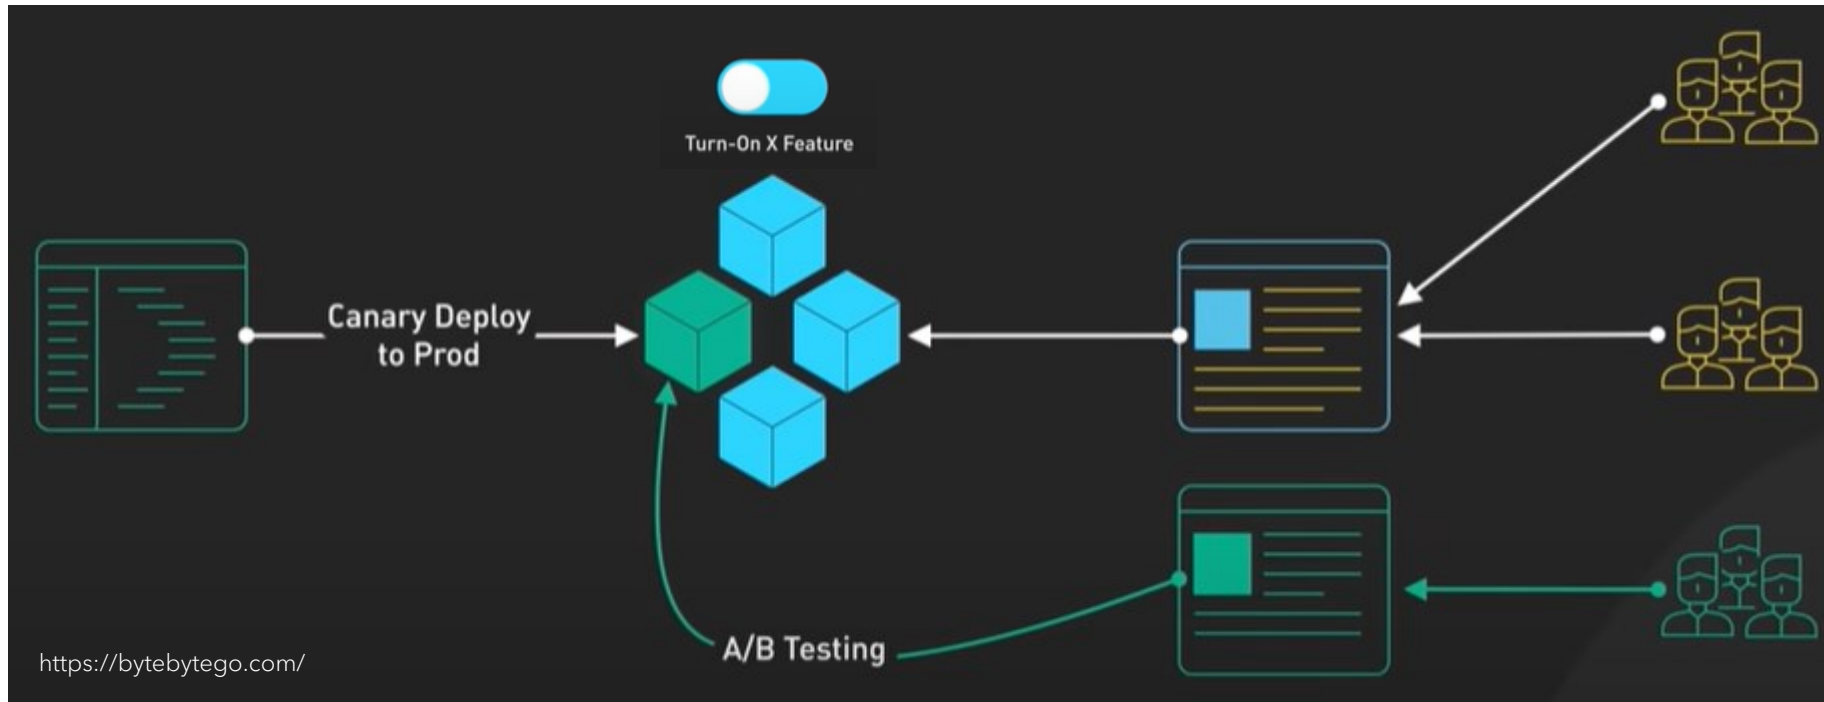 Turn-On X Feature
Canary Deploy
to Prod
A/B Testing
https://bytebytego.com/